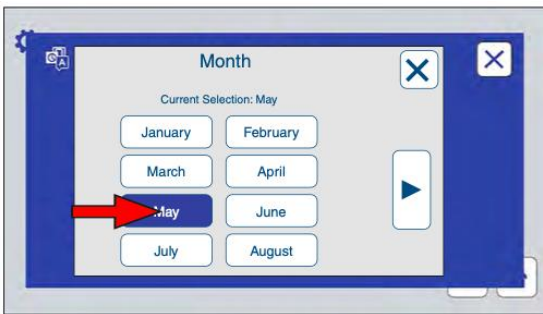 Month
Current Selection: May
January February
March April
May June
July August